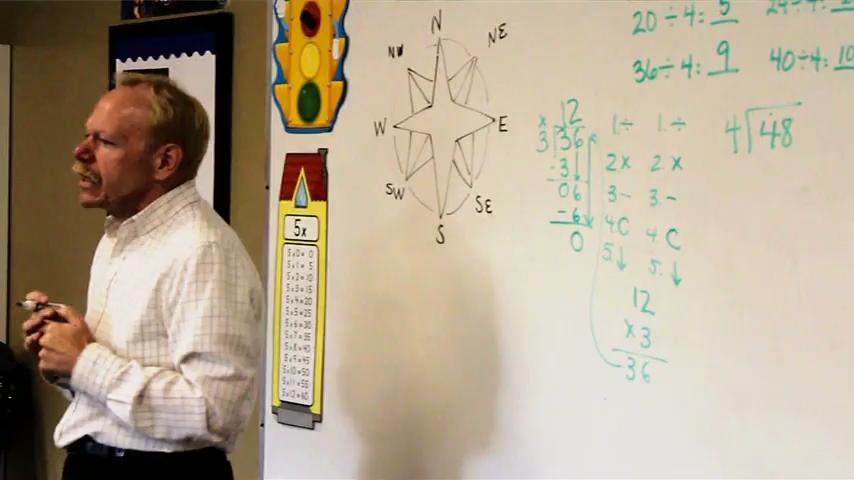 N
NW
NE
W
E
SW
SE
S
5x
5x0= 0
5x1= 5
5x2=10
5x3=15
5x4=20
5x5=25
5x6=30
5x7=35
5x8=40
5x9=45
5x10=50
5x11=55
5x12=60
20÷4=5
36÷4=9
40÷4=10
x 12
3|36
-3
06
-6
0
1.÷
2.x
3-
4.C
5.↓
1.÷
2.x
3.-
4.C
5.↓
12
x3
36
4|48